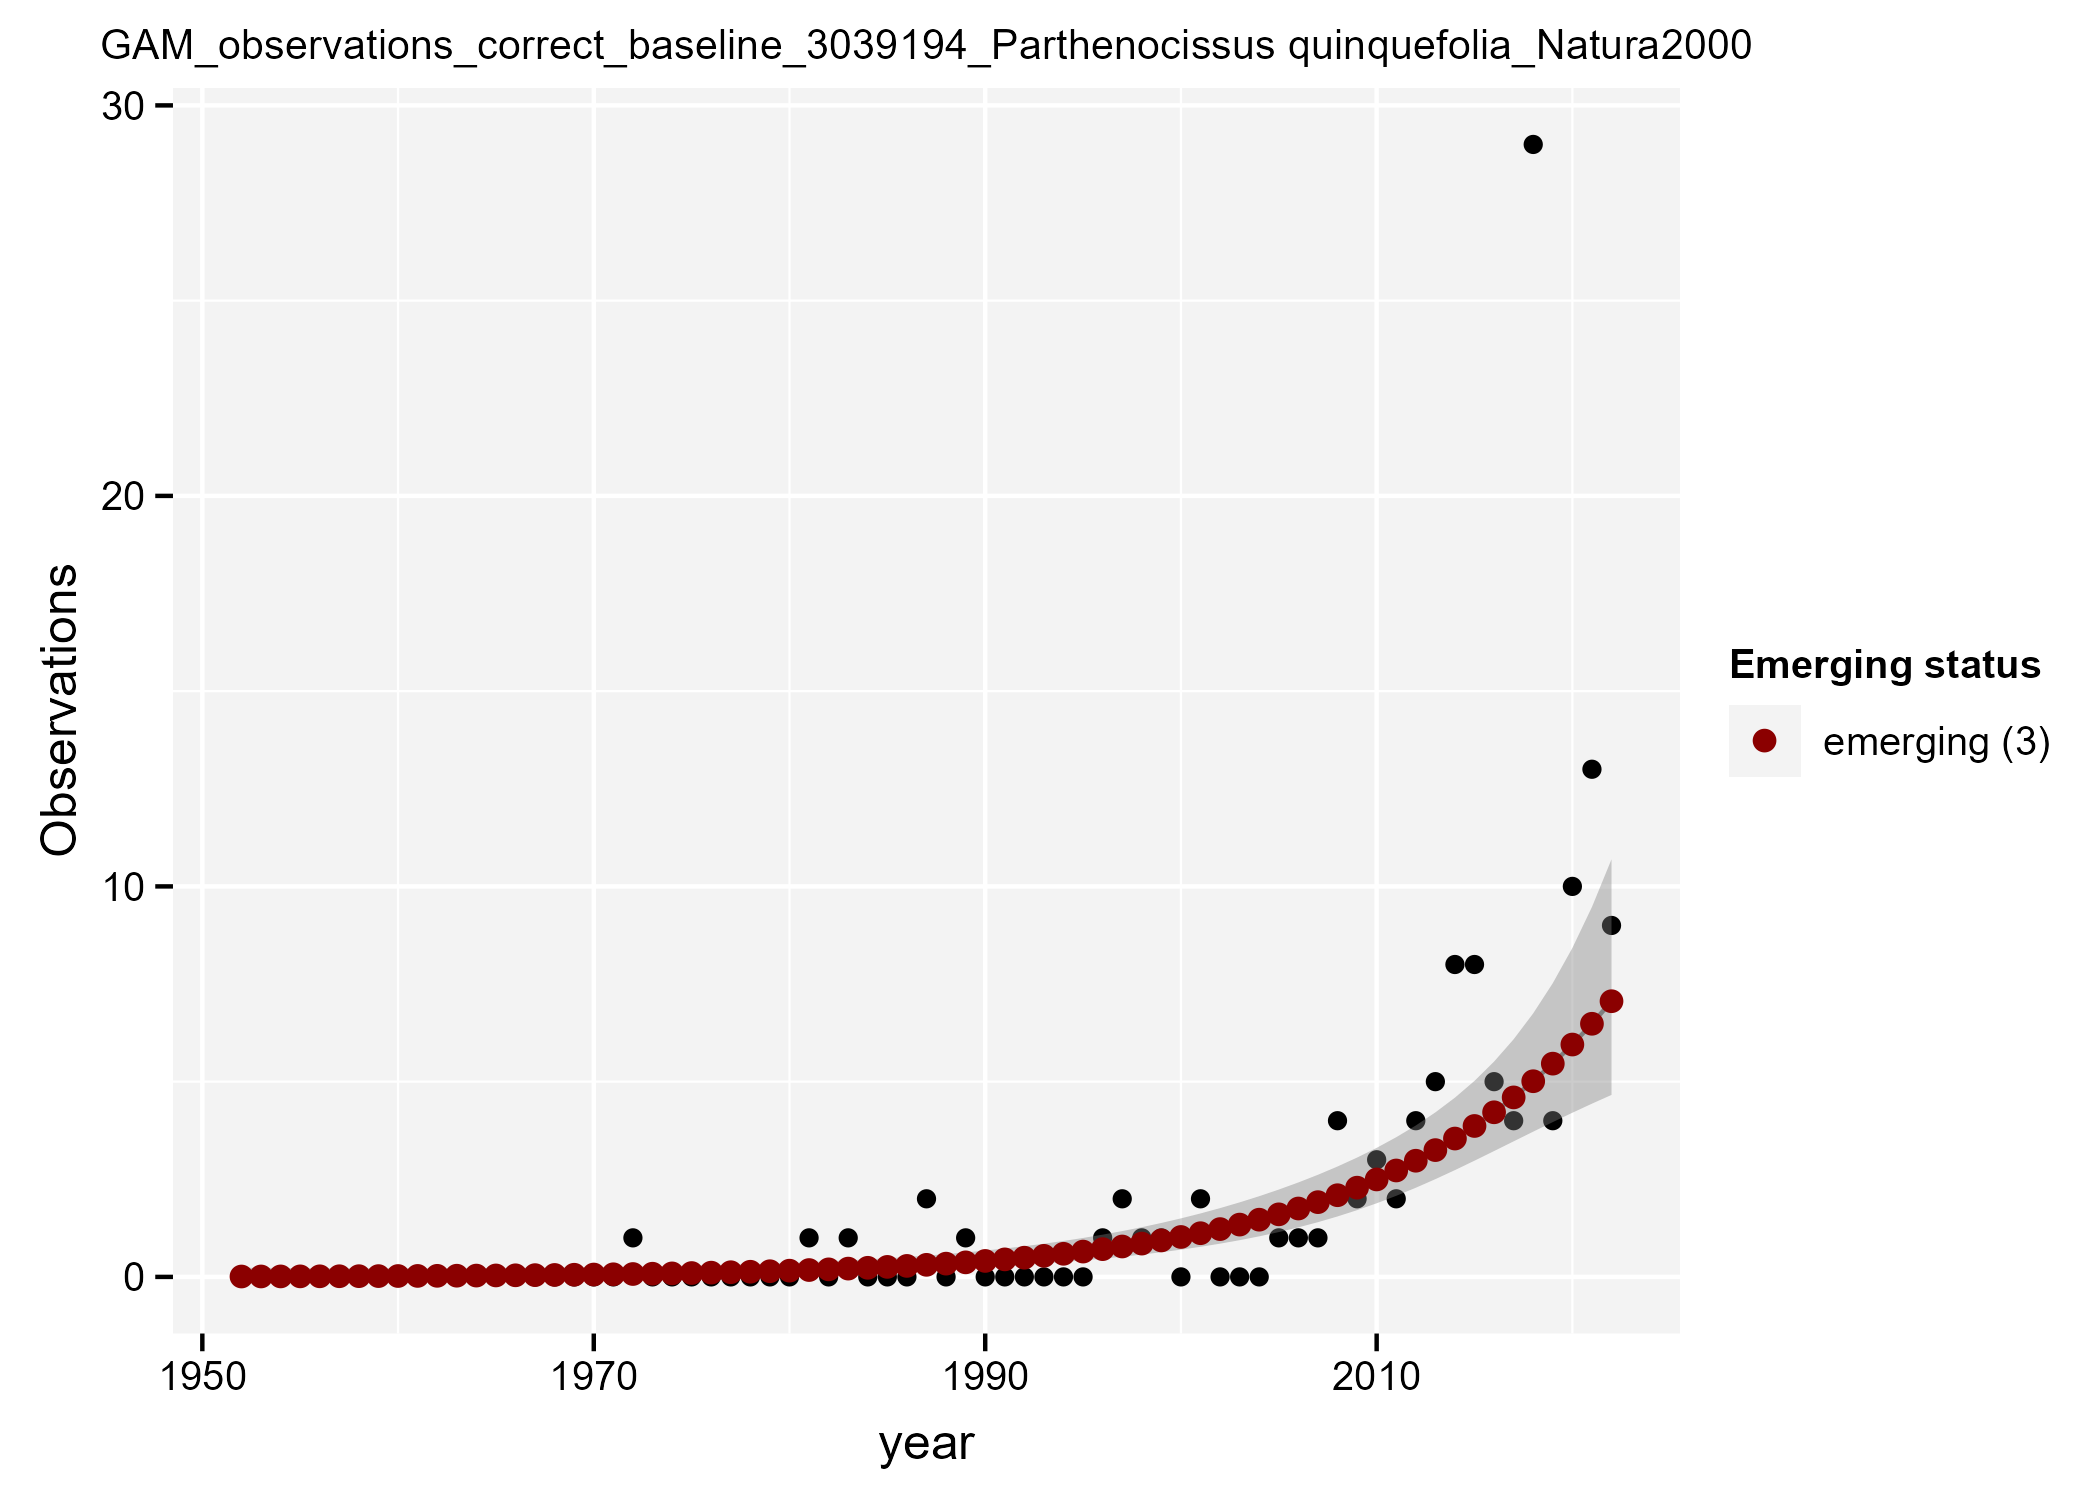 GAM_observations_correct_baseline_3039194_Parthenocissus quinquefolia_Natura2000
30
20
10
0
Observations
1950
1970
1990
2010
year
Emerging status
emerging (3)